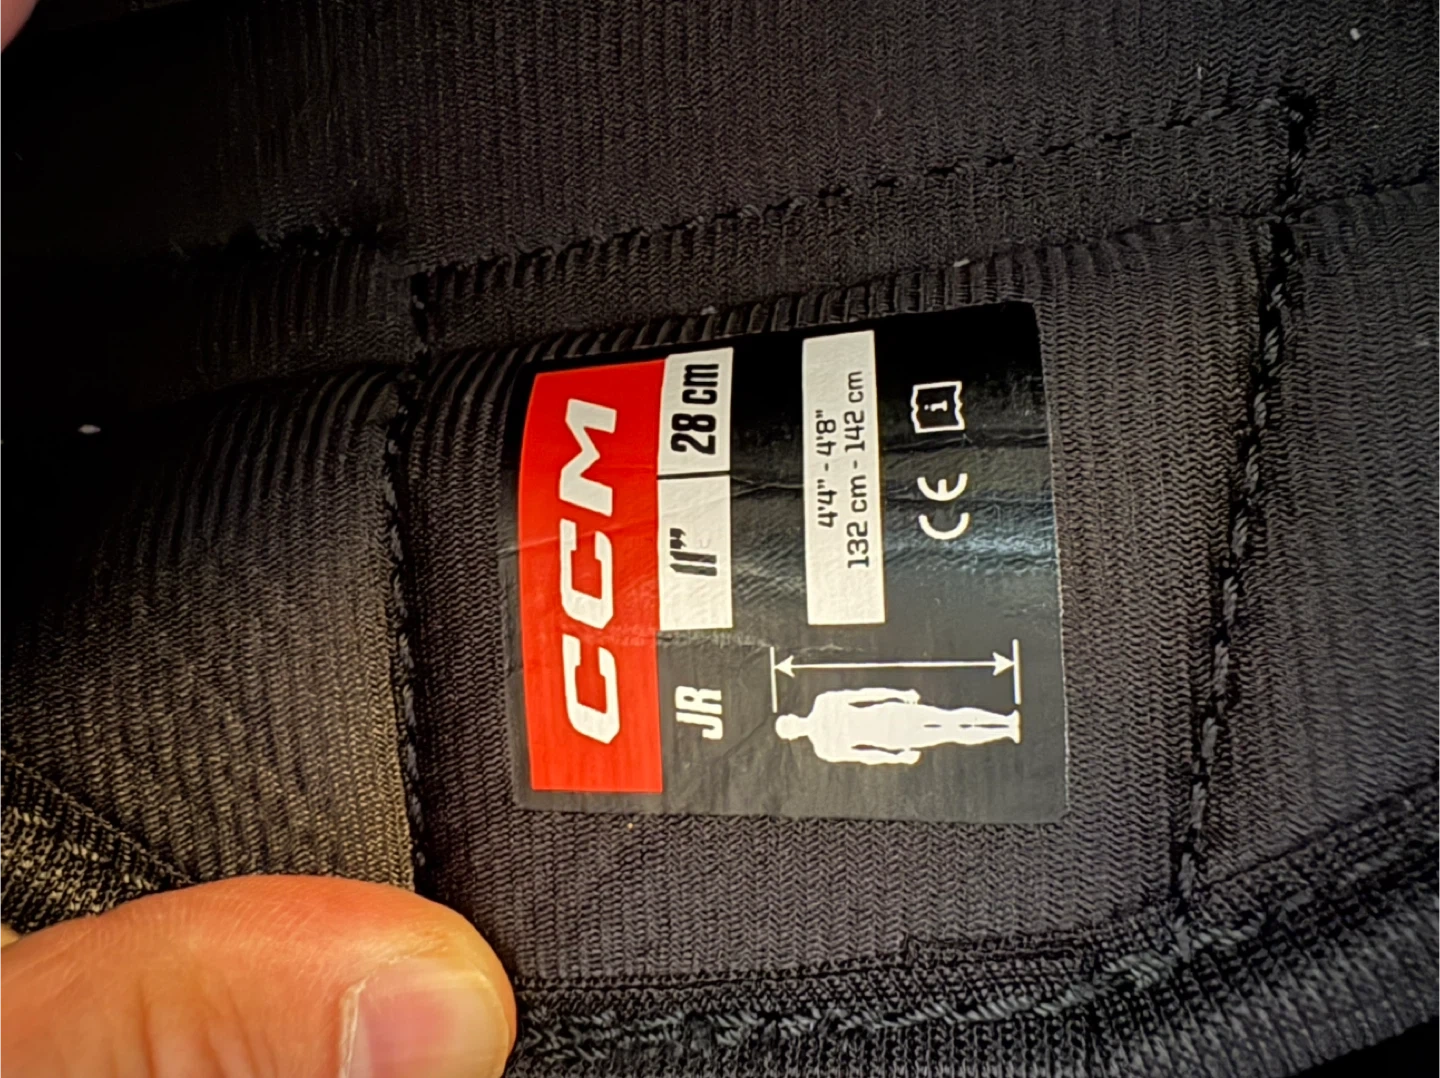 CCM
JR 11" 28 cm
4'4" - 4'8"
132 cm - 142 cm
i
CE